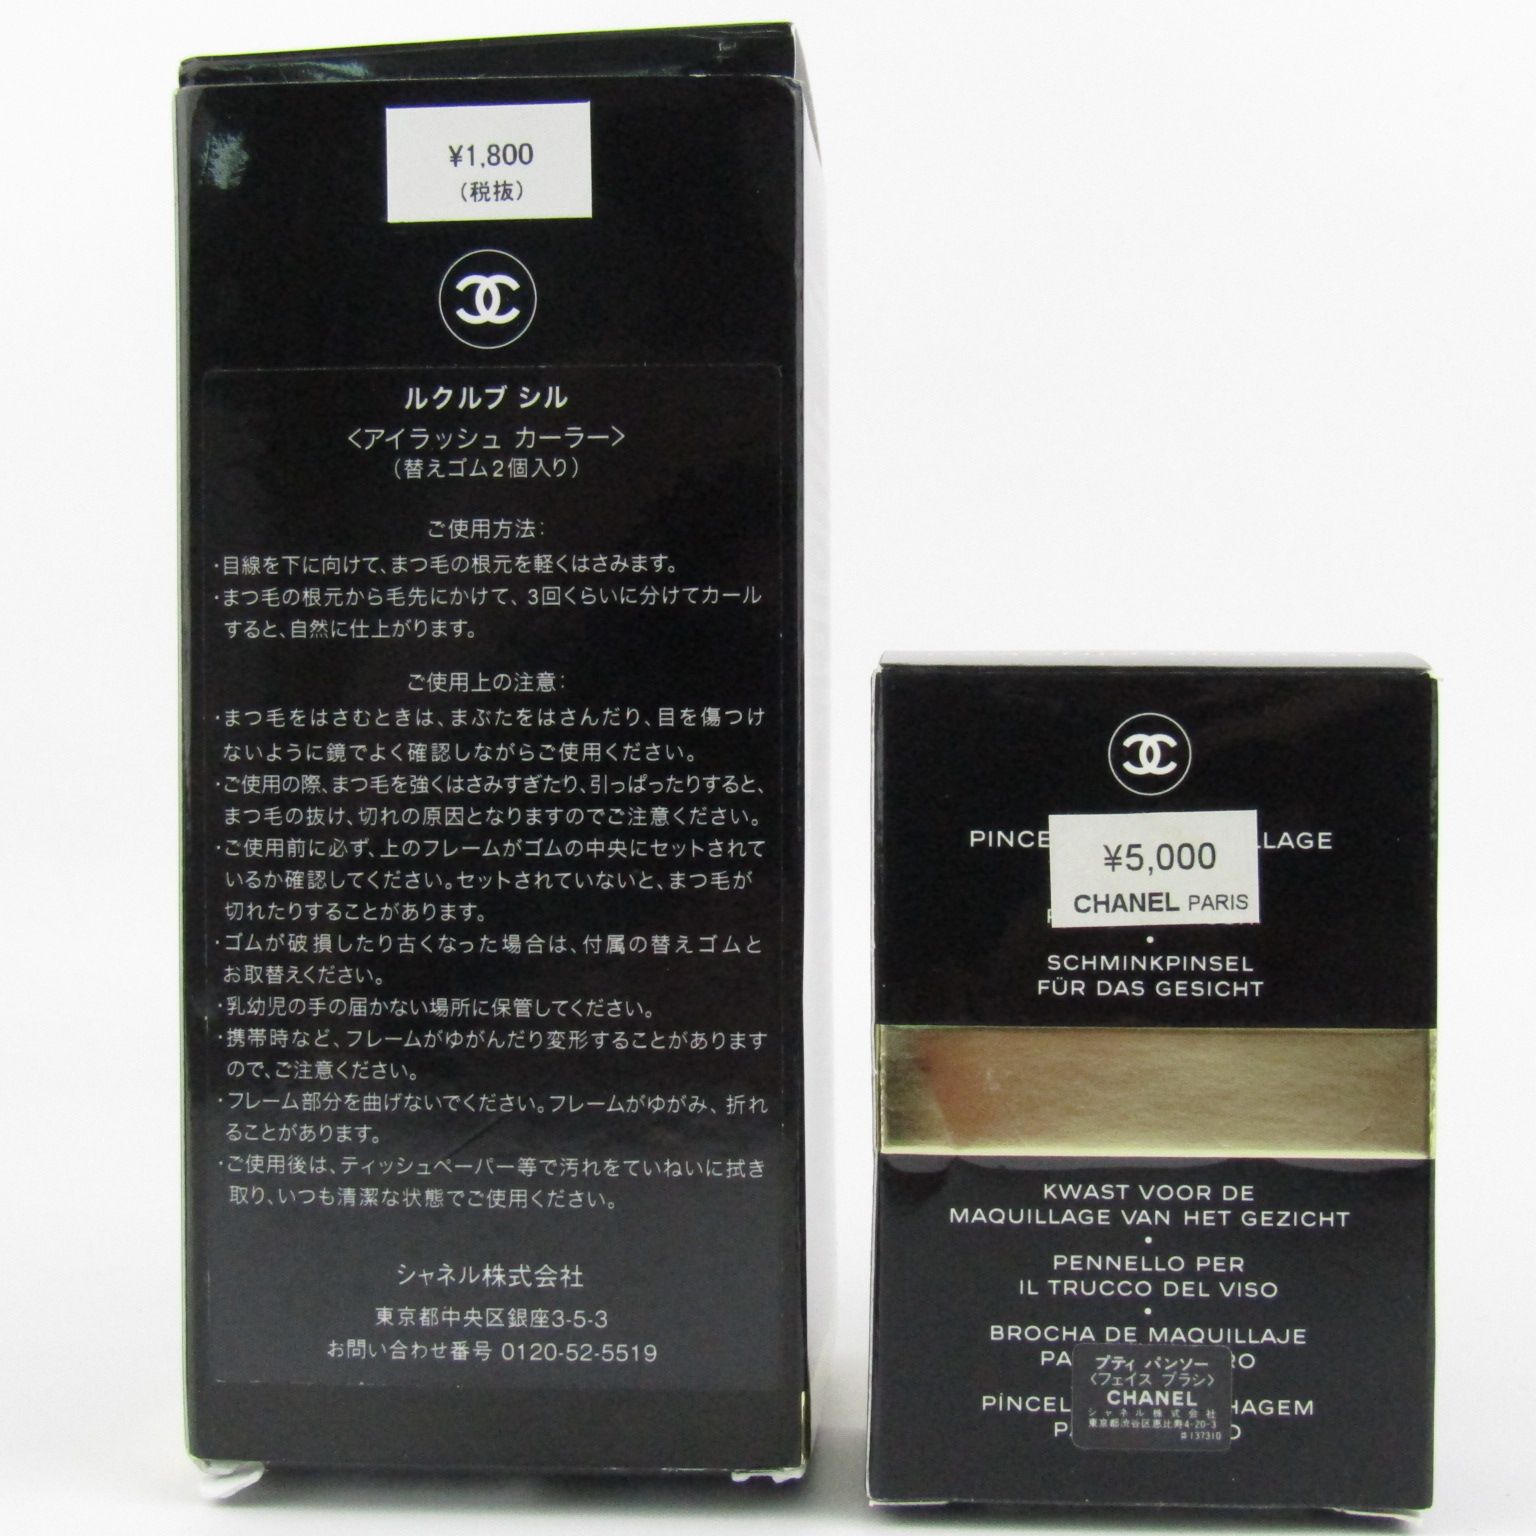 ¥1,800
(税抜)
ルクルブ シル
<アイラッシュ カーラー>
(替えゴム2個入り)
ご使用方法:
・目線を下に向けて、まつ毛の根元を軽くはさみます。
・まつ毛の根元から毛先にかけて、3回くらいに分けてカール
すると、自然に仕上がります。
ご使用上の注意:
・まつ毛をはさむときは、まぶたをはさんだり、目を傷つけ
ないように鏡でよく確認しながらご使用ください。
・ご使用の際、まつ毛を強くはさみすぎたり、引っぱったりすると、
まつ毛の抜け、切れの原因となりますのでご注意ください。
・ご使用前に必ず、上のフレームがゴムの中央にセットされて
いるか確認してください。セットされていないと、まつ毛が
切れたりすることがあります。
・ゴムが破損したり古くなった場合は、付属の替えゴムと
お取替えください。
・乳幼児の手の届かない場所に保管してください。
・携帯時など、フレームがゆがんだり変形することがあります
ので、ご注意ください。
・フレーム部分を曲げないでください。フレームがゆがみ、折れ
ることがあります。
・ご使用後は、ティッシュペーパー等で汚れをていねいに拭き
取り、いつも清潔な状態でご使用ください。
シャネル株式会社
東京都中央区銀座3-5-3
お問い合わせ番号 0120-52-5519
PINCE LLAGE
¥5,000
CHANEL PARIS
SCHMINKPINSEL
FÜR DAS GESICHT
KWAST VOOR DE
MAQUILLAGE VAN HET GEZICHT
PENNELLO PER
IL TRUCCO DEL VISO
BROCHA DE MAQUILLAJE
PA RO
PÍNCEL HAGEM
プティ パンソー
<フェイス ブラシ>
CHANEL
シャネル株式会社
東京都渋谷区恵比寿4-20-3
#137310